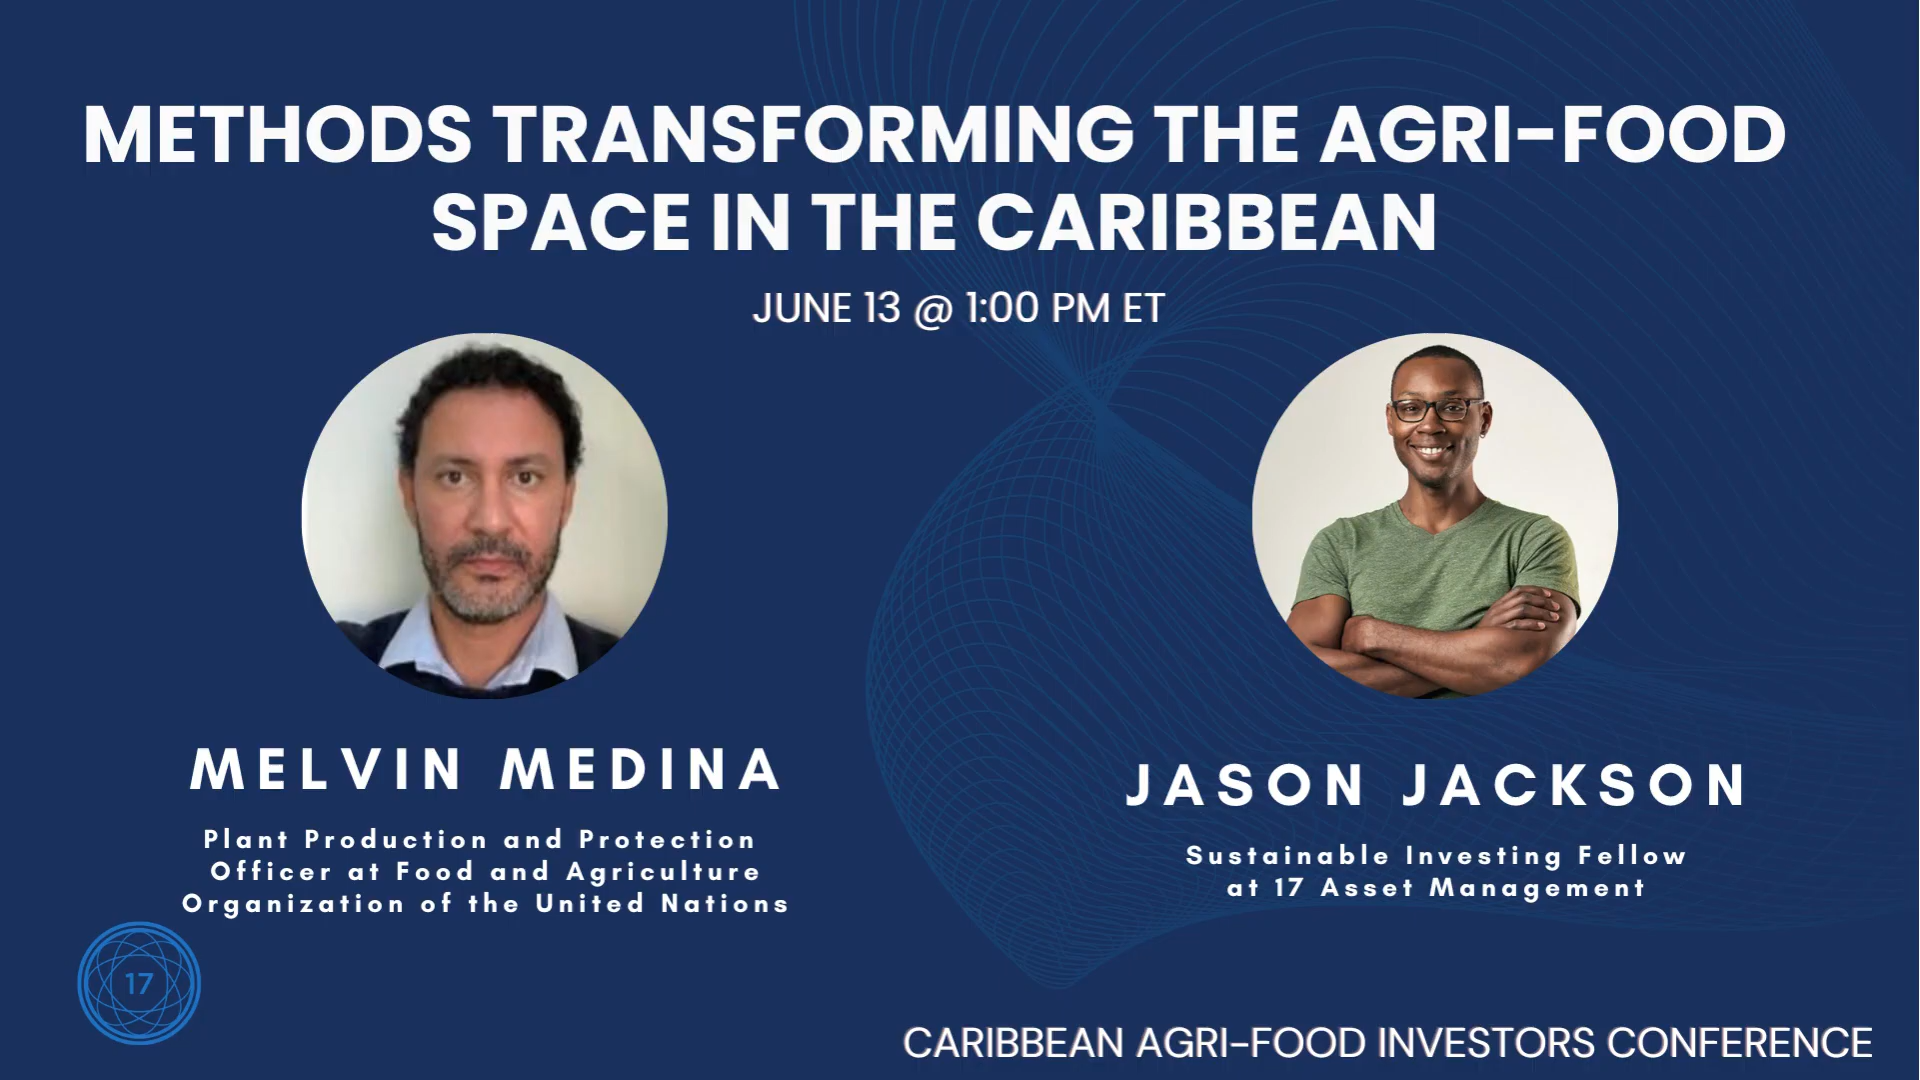 METHODS TRANSFORMING THE AGRI-FOOD
SPACE IN THE CARIBBEAN
JUNE 13 @ 1:00 PM ET
MELVIN MEDINA
Plant Production and Protection
Officer at Food and Agriculture
Organization of the United Nations
JASON JACKSON
Sustainable Investing Fellow
at 17 Asset Management
17
CARIBBEAN AGRI-FOOD INVESTORS CONFERENCE